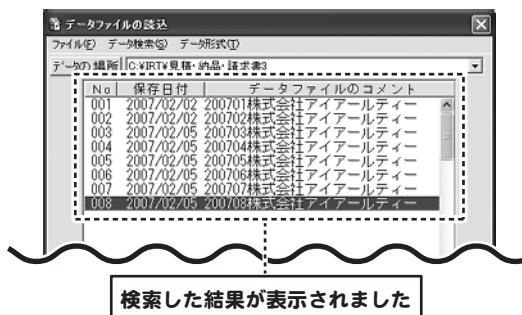 データファイルの読込
ファイル(F) データ検索(S) データ形式(T)
データの場所 C:¥IRT¥見積・納品・請求書3
No 保存日付 データファイルのコメント
001 2007/02/02 200701株式会社アイアールティー
002 2007/02/02 200702株式会社アイアールティー
003 2007/02/05 200703株式会社アイアールティー
004 2007/02/05 200704株式会社アイアールティー
005 2007/02/05 200705株式会社アイアールティー
006 2007/02/05 200706株式会社アイアールティー
007 2007/02/05 200707株式会社アイアールティー
008 2007/02/05 200708株式会社アイアールティー
検索した結果が表示されました